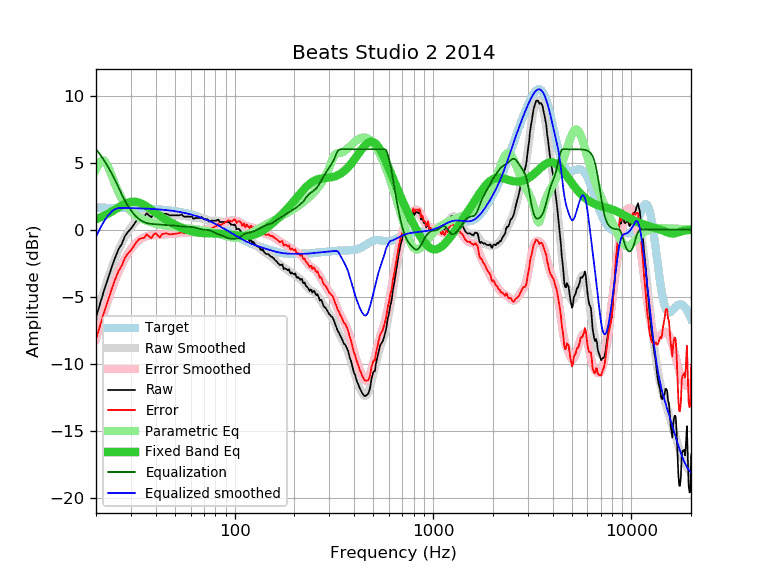 Beats Studio 2 2014
10
5
0
−5
−10
−15
−20
Amplitude (dBr)
Target
Raw Smoothed
Error Smoothed
Raw
Error
Parametric Eq
Fixed Band Eq
Equalization
Equalized smoothed
100 1000 10000
Frequency (Hz)